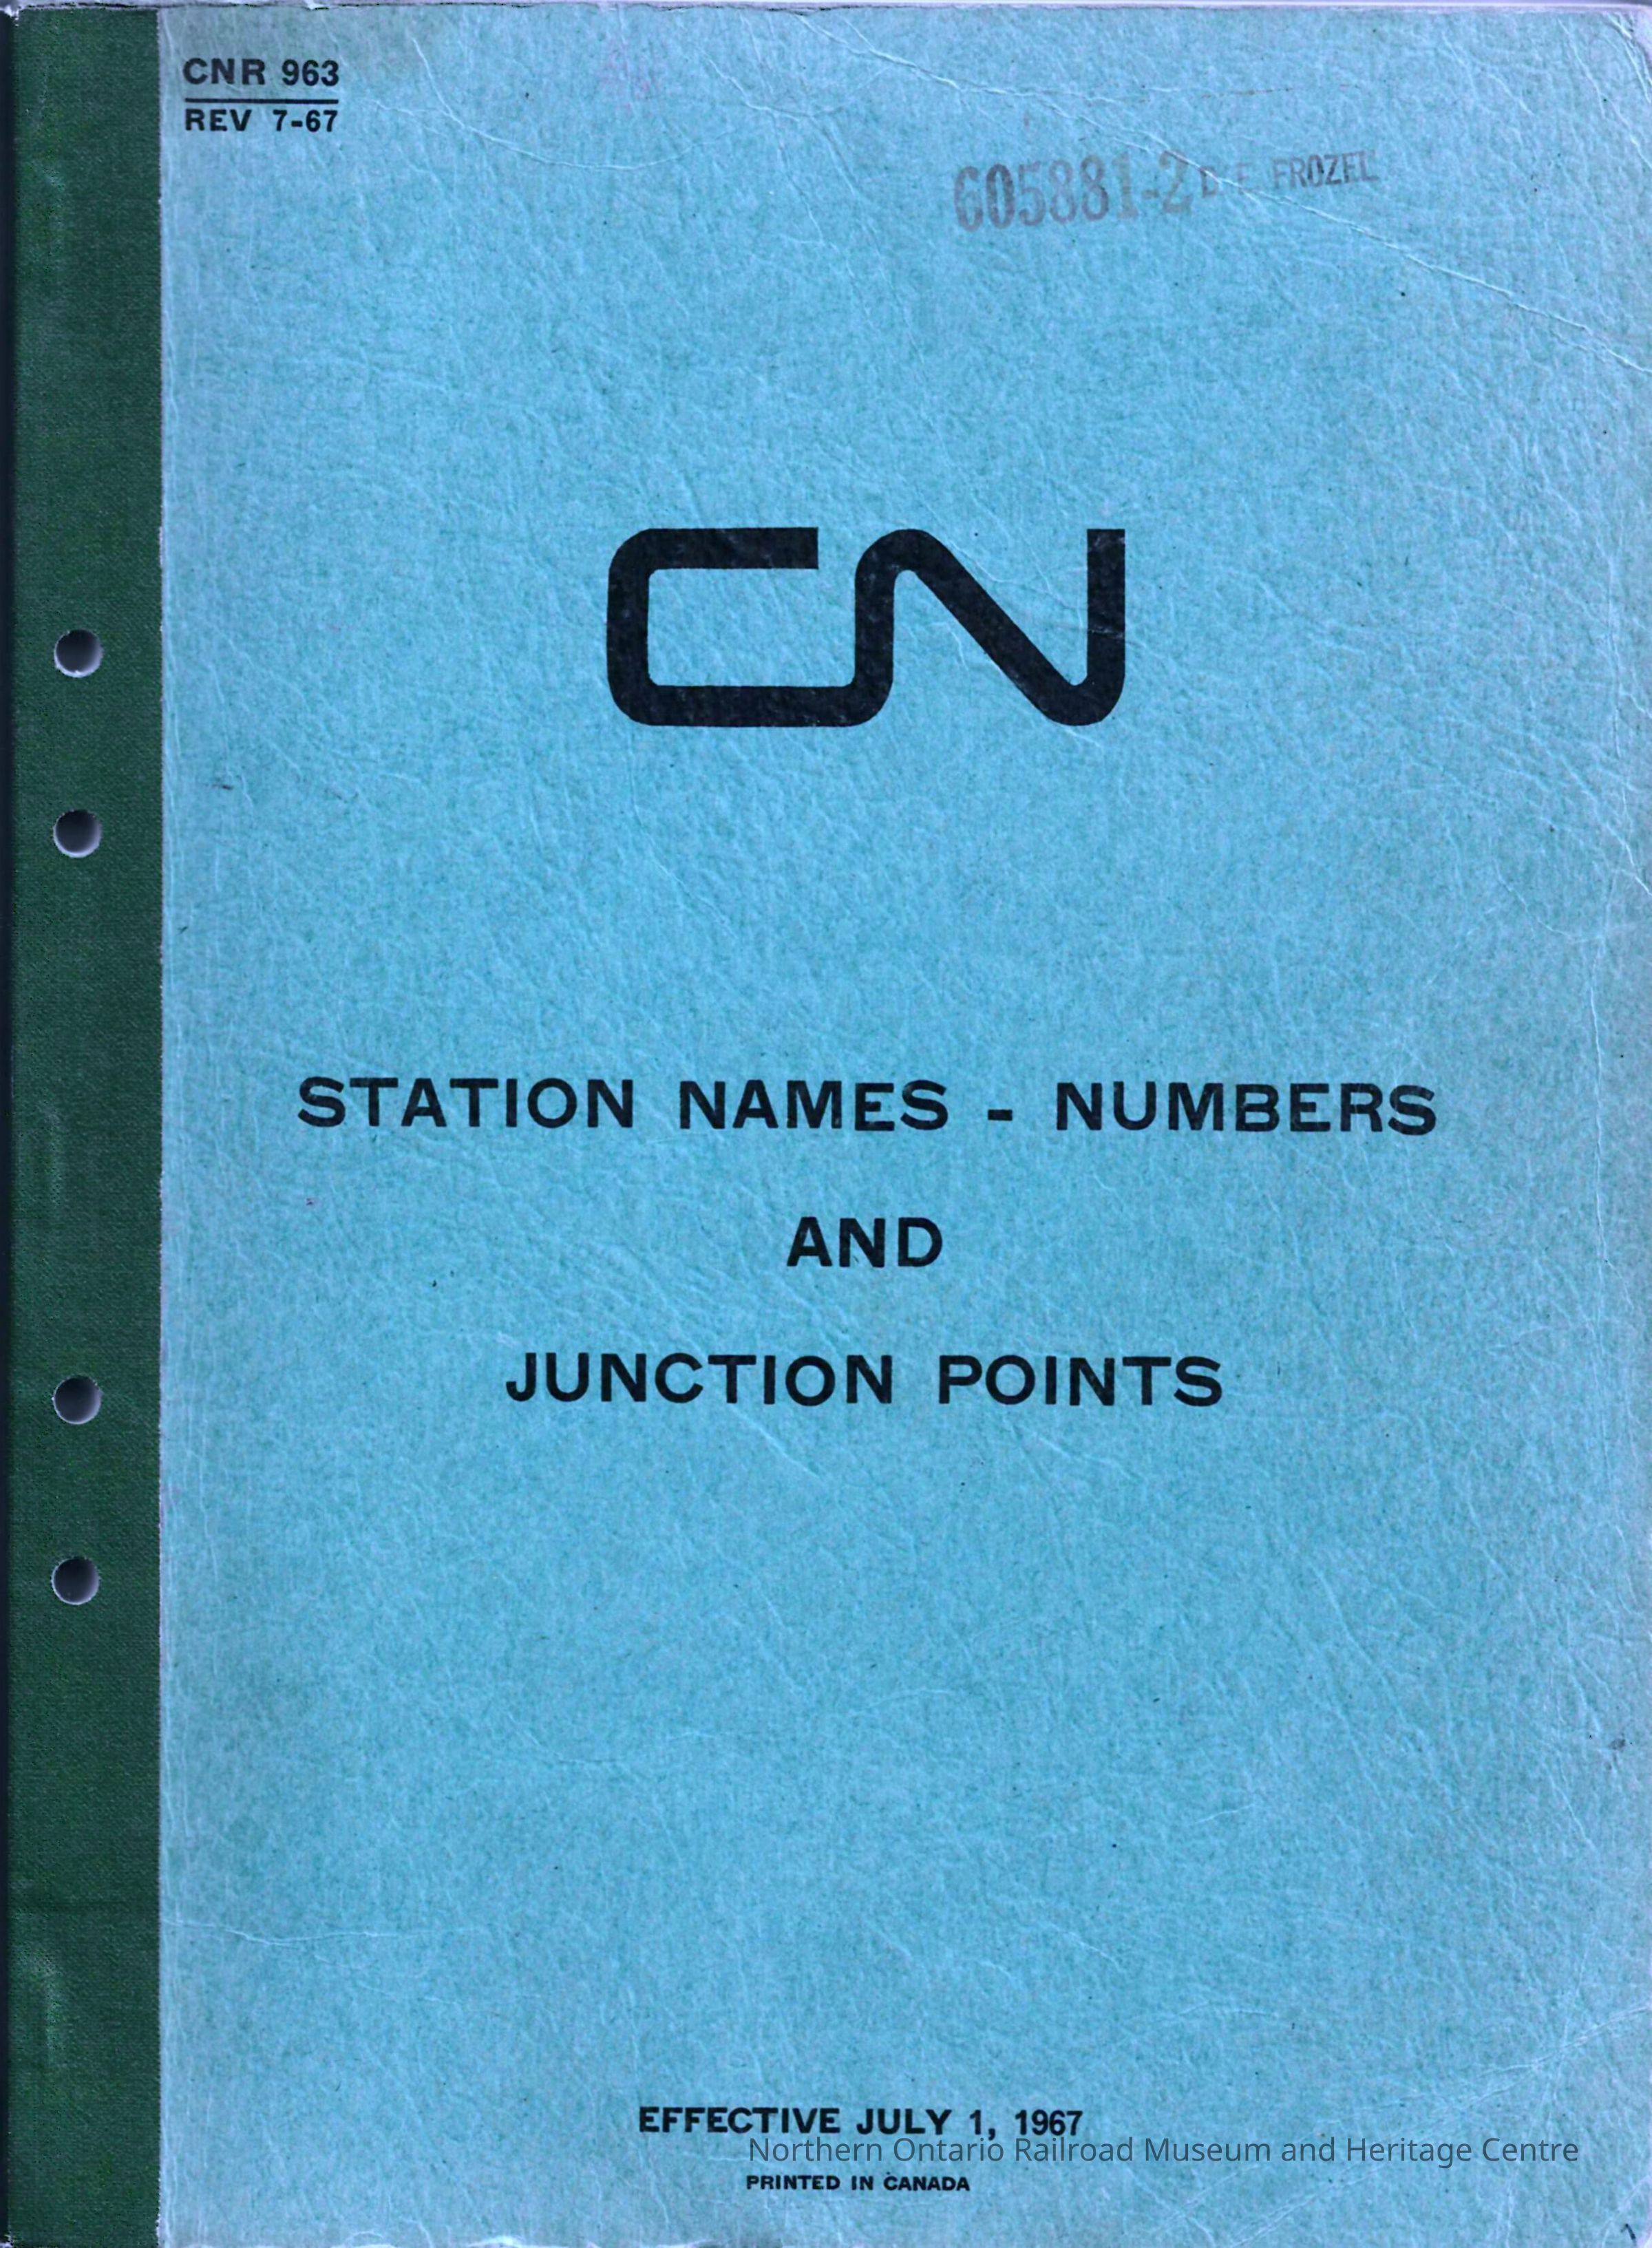 CNR 963
REV 7-67
605881-2 D. F. FROZEL
CN
STATION NAMES - NUMBERS
AND
JUNCTION POINTS
EFFECTIVE JULY 1, 1967
Northern Ontario Railroad Museum and Heritage Centre
PRINTED IN CANADA